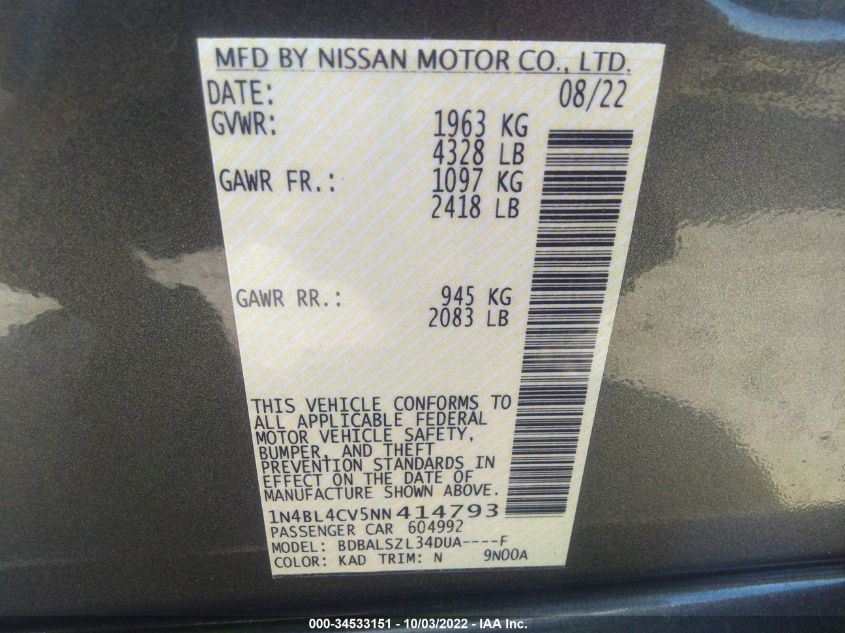 MFD BY NISSAN MOTOR CO., LTD.
DATE: 08/22
GVWR: 1963 KG
4328 LB
GAWR FR.: 1097 KG
2418 LB
GAWR RR.: 945 KG
2083 LB
THIS VEHICLE CONFORMS TO
ALL APPLICABLE FEDERAL
MOTOR VEHICLE SAFETY,
BUMPER, AND THEFT
PREVENTION STANDARDS IN
EFFECT ON THE DATE OF
MANUFACTURE SHOWN ABOVE.
1N4BL4CV5NN414793
PASSENGER CAR 604992
MODEL: BDBALSZL34DUA----F
COLOR: KAD TRIM: N 9N00A
000-34533151 - 10/03/2022 - IAA Inc.